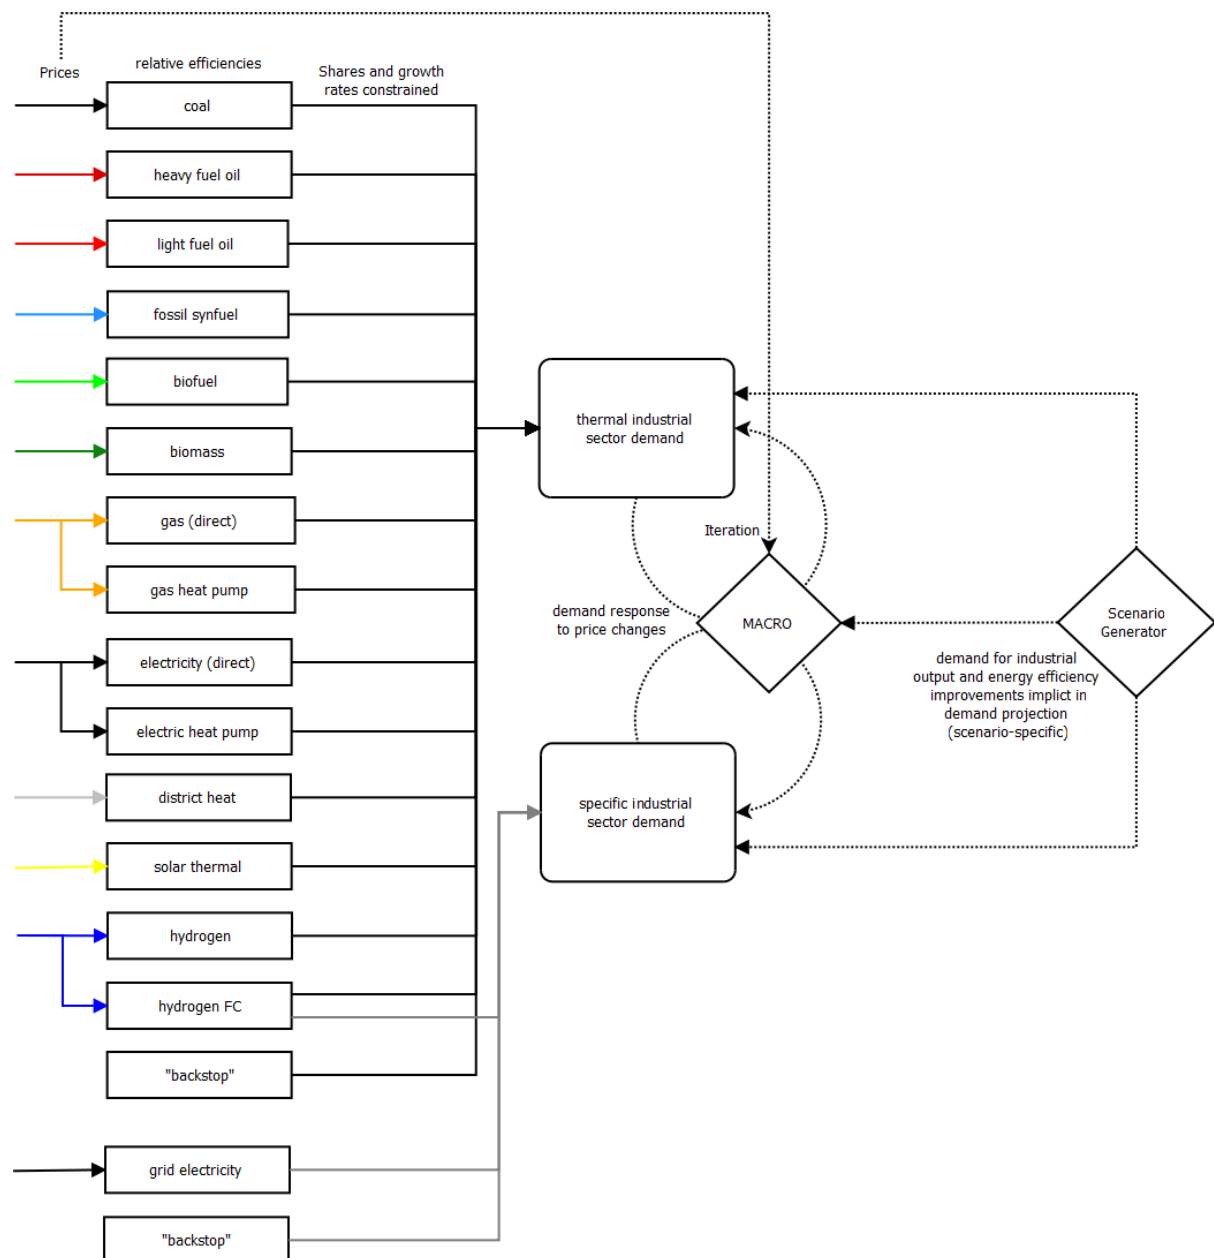 Prices
relative efficiencies
Shares and growth
rates constrained
coal
heavy fuel oil
light fuel oil
fossil synfuel
biofuel
biomass
gas (direct)
gas heat pump
electricity (direct)
electric heat pump
district heat
solar thermal
hydrogen
hydrogen FC
"backstop"
grid electricity
"backstop"
thermal industrial
sector demand
Iteration
demand response
to price changes
MACRO
specific industrial
sector demand
Scenario
Generator
demand for industrial
output and energy efficiency
improvements implict in
demand projection
(scenario-specific)